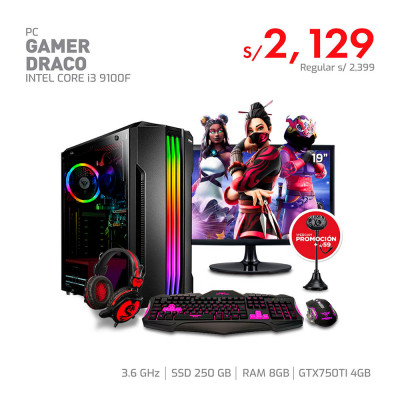 PC
GAMER
DRACO
INTEL CORE i3 9100F
S/2,129
Regular s/ 2,399
19"
WEBCAM
PROMOCIÓN
3.6 GHz | SSD 250 GB | RAM 8GB | GTX750TI 4GB